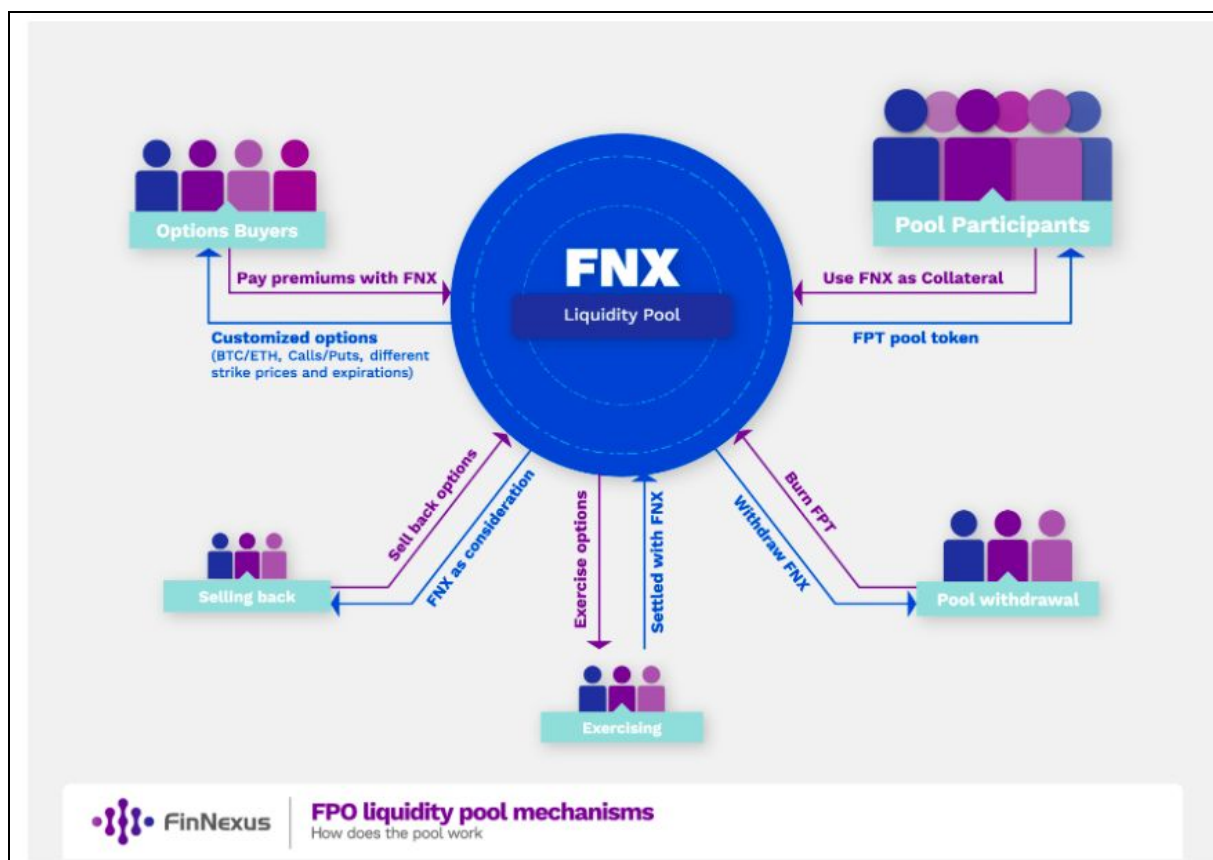 Options Buyers
Pool Participants
Pay premiums with FNX
FNX
Liquidity Pool
Use FNX as Collateral
Customized options
(BTC/ETH, Calls/Puts, different
strike prices and expirations)
FPT pool token
Sell back options
FNX as consideration
Exercise options
Settled with FNX
Withdraw FNX
Burn FPT
Selling back
Pool withdrawal
Exercising
FinNexus
FPO liquidity pool mechanisms
How does the pool work